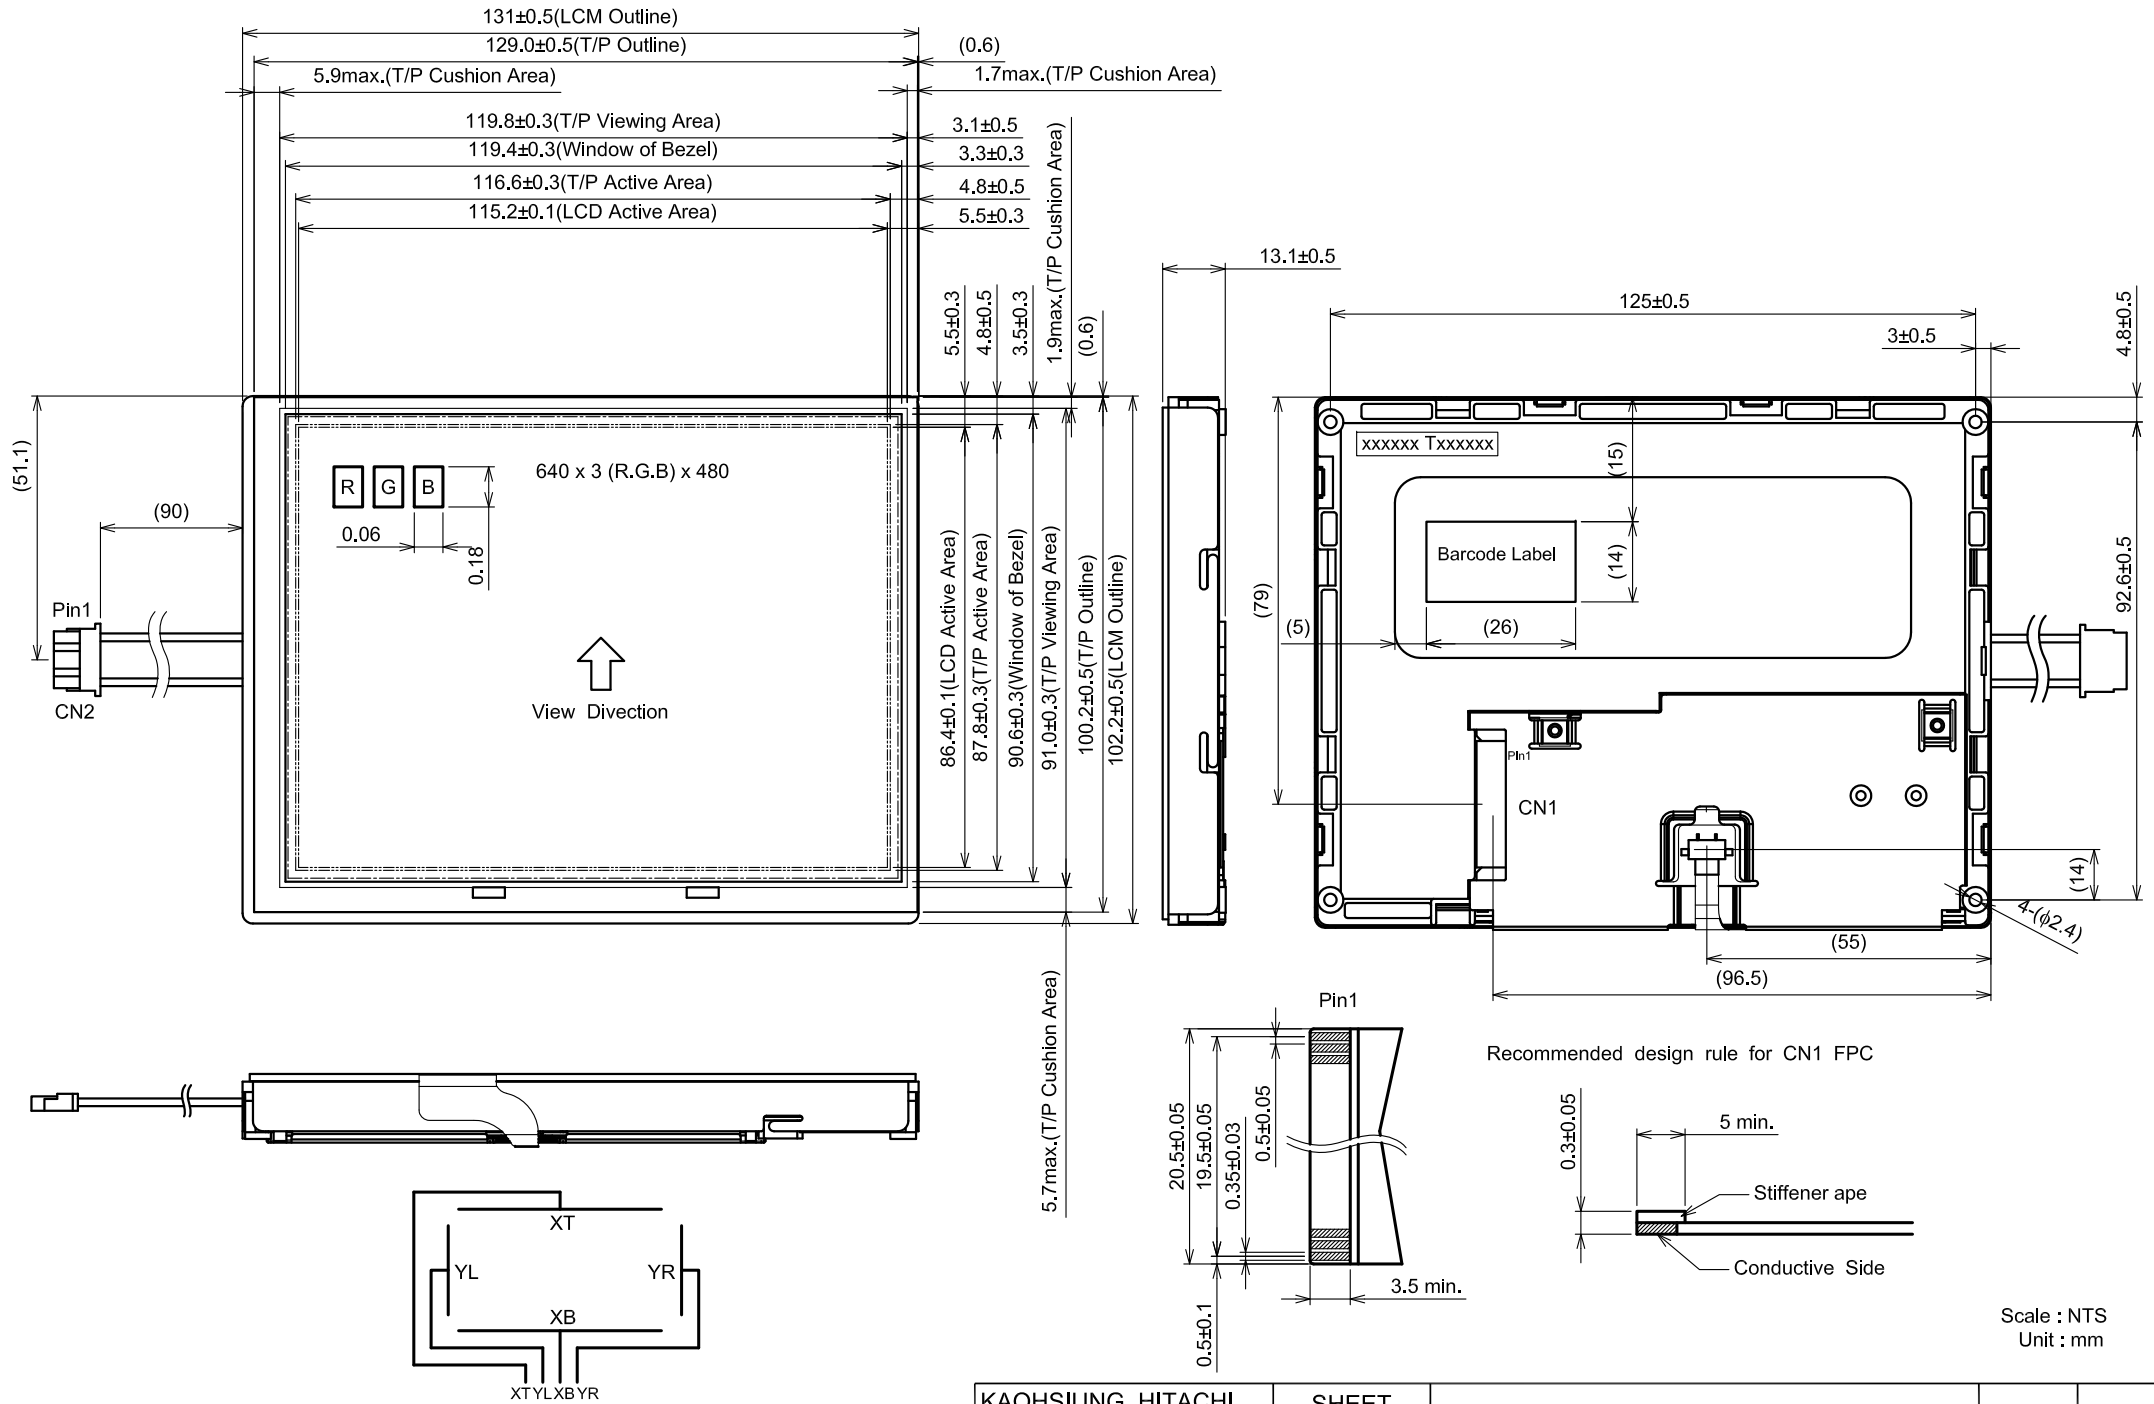 131±0.5(LCM Outline)
129.0±0.5(T/P Outline)
(0.6)
5.9max.(T/P Cushion Area)
1.7max.(T/P Cushion Area)
119.8±0.3(T/P Viewing Area)
3.1±0.5
119.4±0.3(Window of Bezel)
3.3±0.3
116.6±0.3(T/P Active Area)
4.8±0.5
115.2±0.1(LCD Active Area)
5.5±0.3
5.5±0.3
4.8±0.5
3.5±0.3
1.9max.(T/P Cushion Area)
(0.6)
(51.1)
(90)
Pin1
CN2
R G B
640 x 3 (R.G.B) x 480
0.06
0.18
View Divection
86.4±0.1(LCD Active Area)
87.8±0.3(T/P Active Area)
90.6±0.3(Window of Bezel)
91.0±0.3(T/P Viewing Area)
100.2±0.5(T/P Outline)
102.2±0.5(LCM Outline)
5.7max.(T/P Cushion Area)
13.1±0.5
125±0.5
3±0.5
4.8±0.5
xxxxxx Txxxxxx
(15)
Barcode Label
(14)
(79)
(5)
(26)
92.6±0.5
Pin1
CN1
(14)
4-(ϕ2.4)
(55)
(96.5)
XT
YL
YR
XB
XT YL XB YR
Pin1
20.5±0.05
19.5±0.05
0.35±0.03
0.5±0.05
0.5±0.1
3.5 min.
Recommended design rule for CN1 FPC
0.3±0.05
5 min.
Stiffener ape
Conductive Side
Scale : NTS
Unit : mm
KAOHSIUNG HITACHI
SHEET